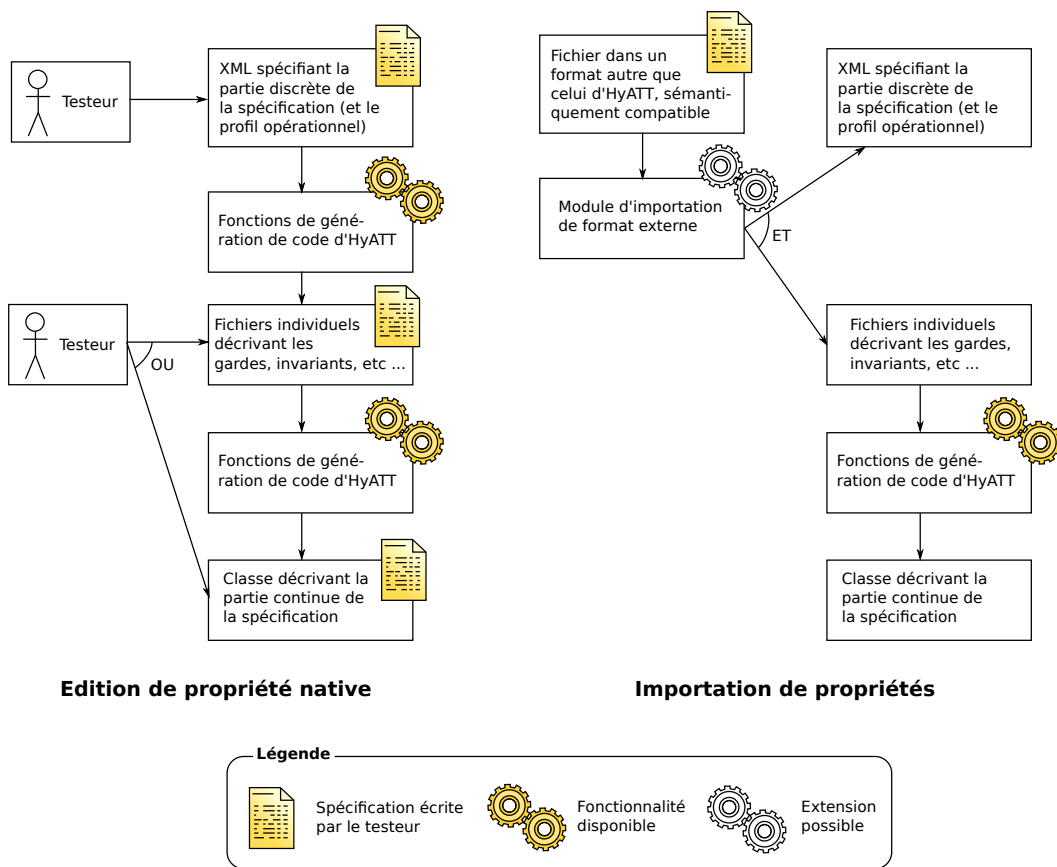 Testeur
XML spécifiant la
partie discrète de
la spécification (et le
profil opérationnel)
Fonctions de géné-
ration de code d'HyATT
Testeur
OU
Fichiers individuels
décrivant les
gardes, invariants, etc ...
Fonctions de géné-
ration de code d'HyATT
Classe décrivant la
partie continue de
la spécification
Edition de propriété native
Fichier dans un
format autre que
celui d'HyATT, sémanti-
quement compatible
Module d'importation
de format externe
ET
XML spécifiant la
partie discrète de
la spécification (et le
profil opérationnel)
Fichiers individuels
décrivant les gardes,
invariants, etc ...
Fonctions de géné-
ration de code d'HyATT
Classe décrivant la
partie continue de
la spécification
Importation de propriétés
Légende
Spécification écrite
par le testeur
Fonctionnalité
disponible
Extension
possible